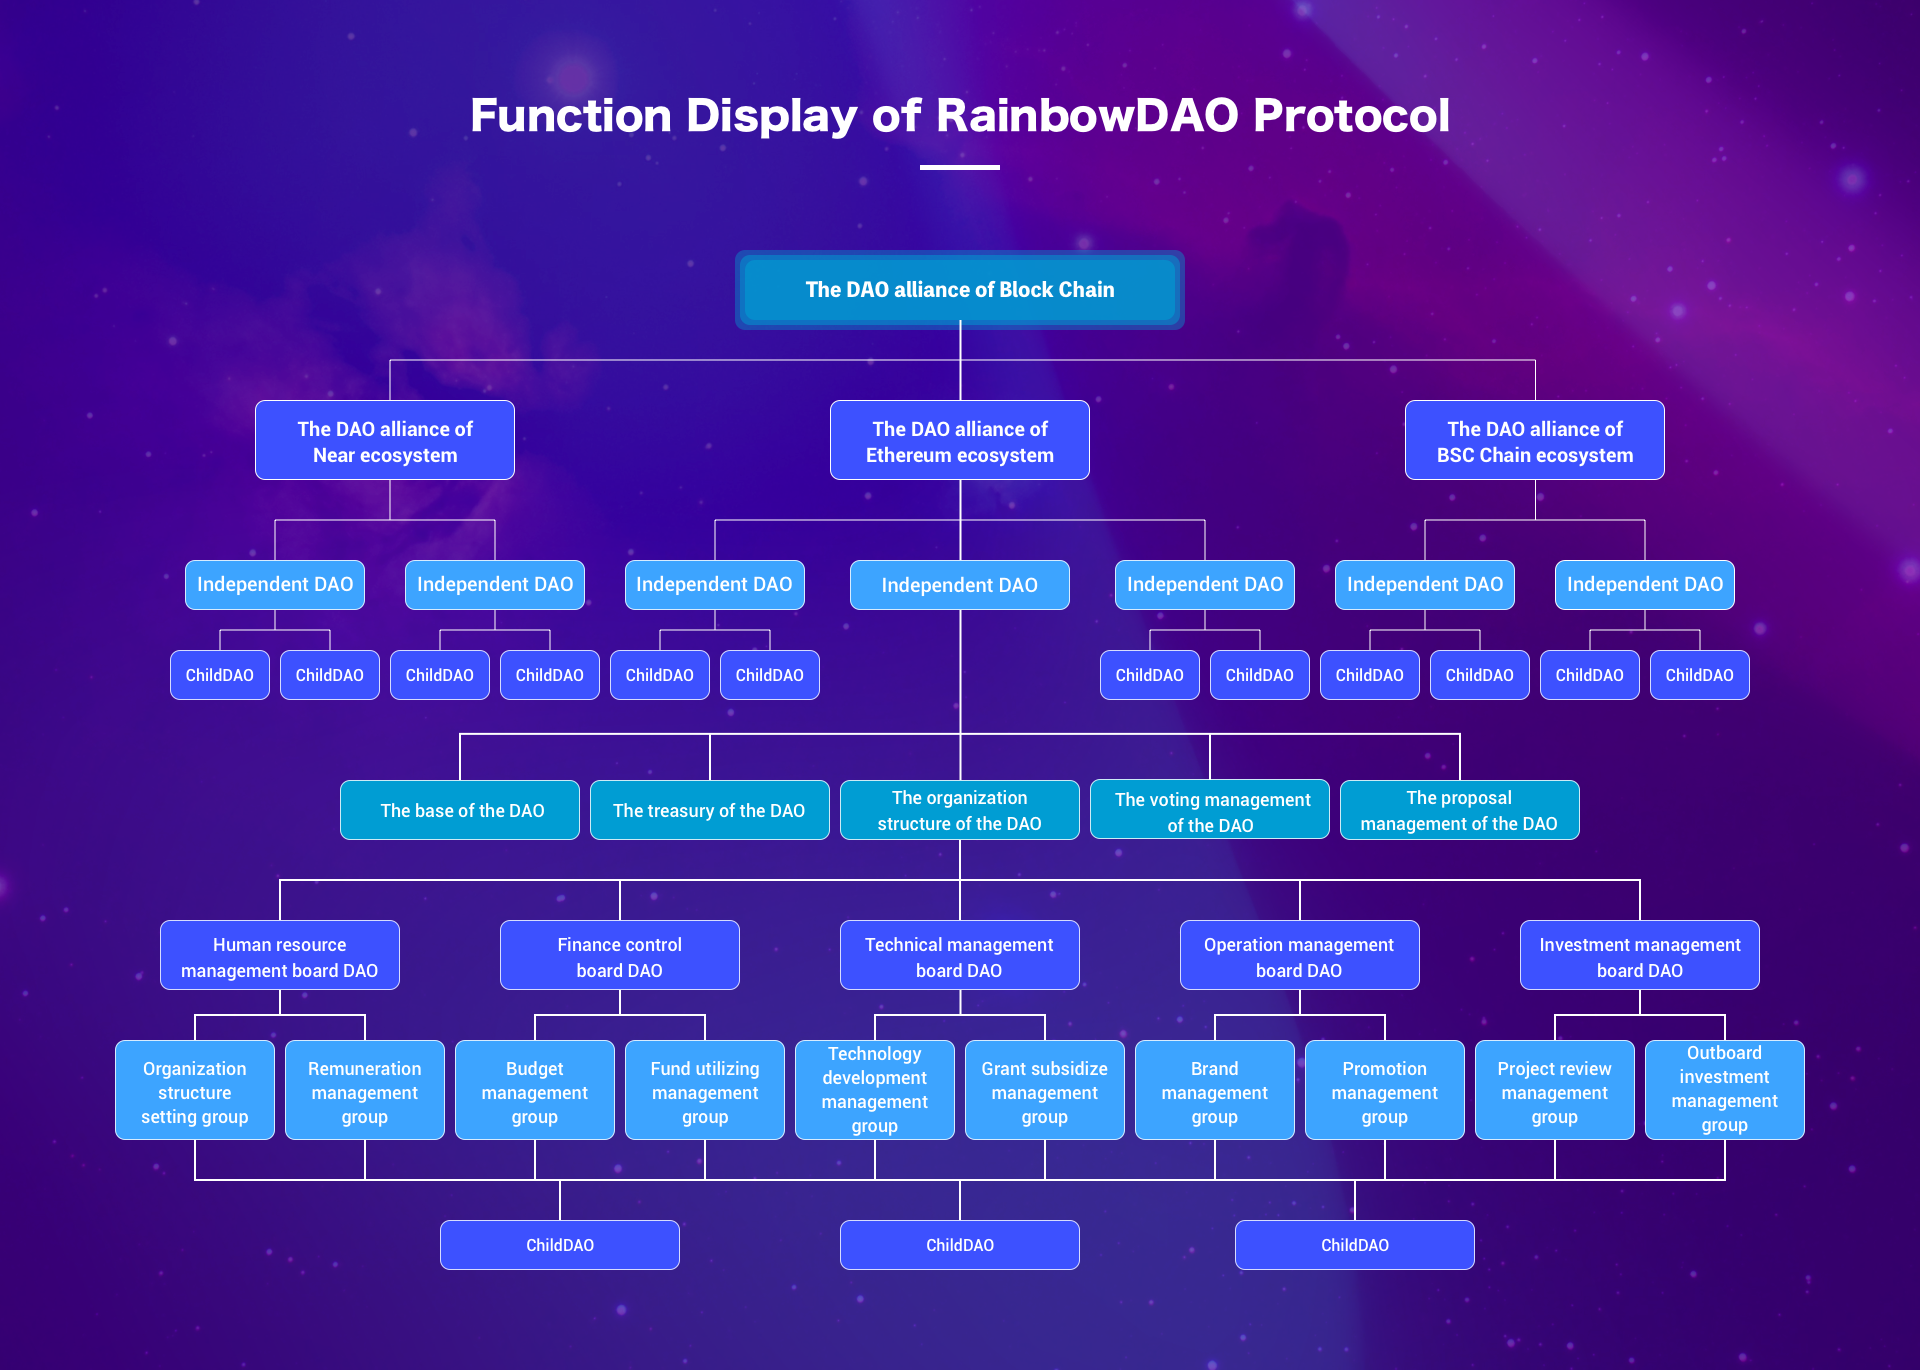 Function Display of RainbowDAO Protocol
The DAO alliance of Block Chain
The DAO alliance of
Near ecosystem
The DAO alliance of
Ethereum ecosystem
The DAO alliance of
BSC Chain ecosystem
Independent DAO
Independent DAO
Independent DAO
Independent DAO
Independent DAO
Independent DAO
Independent DAO
ChildDAO
ChildDAO
ChildDAO
ChildDAO
ChildDAO
ChildDAO
ChildDAO
ChildDAO
ChildDAO
ChildDAO
ChildDAO
ChildDAO
The base of the DAO
The treasury of the DAO
The organization
structure of the DAO
The voting management
of the DAO
The proposal
management of the DAO
Human resource
management board DAO
Finance control
board DAO
Technical management
board DAO
Operation management
board DAO
Investment management
board DAO
Organization
structure
setting group
Remuneration
management
group
Budget
management
group
Fund utilizing
management
group
Technology
development
management
group
Grant subsidize
management
group
Brand
management
group
Promotion
management
group
Project review
management
group
Outboard
investment
management
group
ChildDAO
ChildDAO
ChildDAO